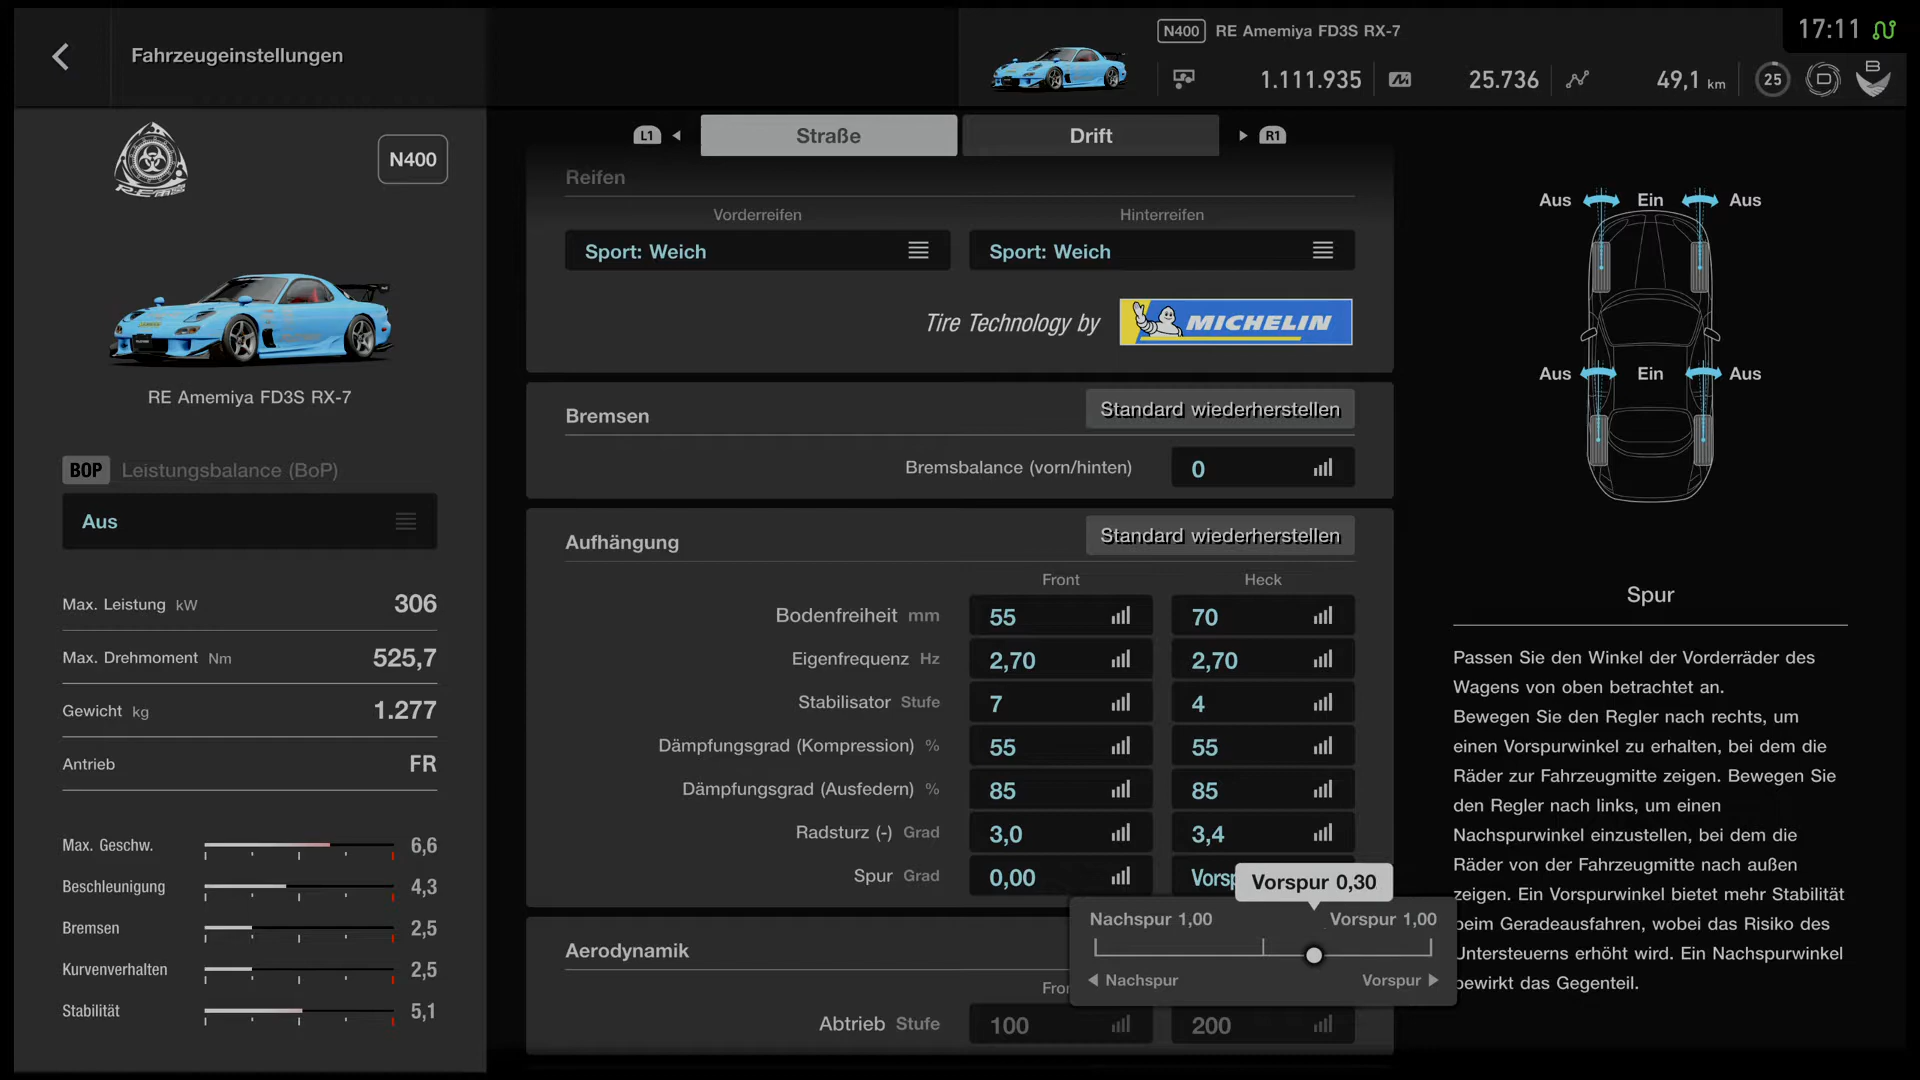 Fahrzeugeinstellungen
N400 RE Amemiya FD3S RX-7
17:11
1.111.935
25.736
49,1 km
25
D
B
R.E.
N400
RE Amemiya FD3S RX-7
BOP Leistungsbalance (BoP)
Aus
Max. Leistung kW 306
Max. Drehmoment Nm 525,7
Gewicht kg 1.277
Antrieb FR
Max. Geschw. 6,6
Beschleunigung 4,3
Bremsen 2,5
Kurvenverhalten 2,5
Stabilität 5,1
L1 Straße Drift R1
Reifen
Vorderreifen Hinterreifen
Sport: Weich Sport: Weich
Tire Technology by MICHELIN
Bremsen Standard wiederherstellen
Bremsbalance (vorn/hinten) 0
Aufhängung Standard wiederherstellen
Front Heck
Bodenfreiheit mm 55 70
Eigenfrequenz Hz 2,70 2,70
Stabilisator Stufe 7 4
Dämpfungsgrad (Kompression) % 55 55
Dämpfungsgrad (Ausfedern) % 85 85
Radsturz (-) Grad 3,0 3,4
Spur Grad 0,00 Vorsp
Vorspur 0,30
Nachspur 1,00 Vorspur 1,00
Nachspur Vorspur
Aerodynamik
Fron
Abtrieb Stufe 100 200
Aus Ein Aus
Aus Ein Aus
Spur
Passen Sie den Winkel der Vorderräder des
Wagens von oben betrachtet an.
Bewegen Sie den Regler nach rechts, um
einen Vorspurwinkel zu erhalten, bei dem die
Räder zur Fahrzeugmitte zeigen. Bewegen Sie
den Regler nach links, um einen
Nachspurwinkel einzustellen, bei dem die
Räder von der Fahrzeugmitte nach außen
zeigen. Ein Vorspurwinkel bietet mehr Stabilität
beim Geradeausfahren, wobei das Risiko des
Untersteuerns erhöht wird. Ein Nachspurwinkel
bewirkt das Gegenteil.